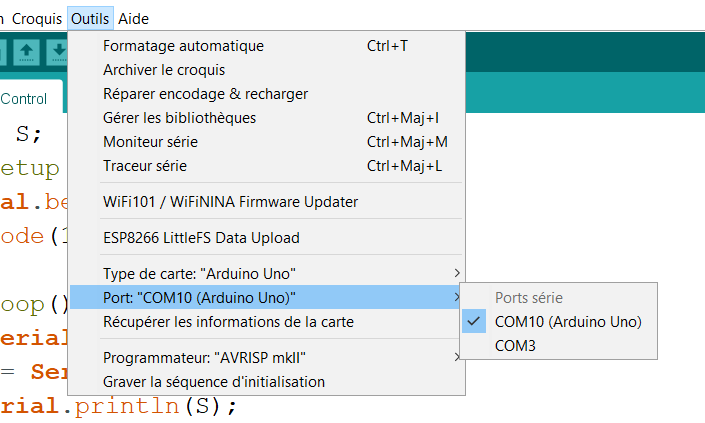 Croquis Outils Aide
Formatage automatique Ctrl+T
Archiver le croquis
Réparer encodage & recharger
Control
Gérer les bibliothèques Ctrl+Maj+I
S;
Moniteur série Ctrl+Maj+M
etup
Traceur série Ctrl+Maj+L
al.be
WiFi101 / WiFiNINA Firmware Updater
ode(1
ESP8266 LittleFS Data Upload
Type de carte: "Arduino Uno"
oop()
Port: "COM10 (Arduino Uno)"
Ports série
Récupérer les informations de la carte
COM10 (Arduino Uno)
erial
COM3
Programmateur: "AVRISP mkII"
= Ser
Graver la séquence d'initialisation
rial.println(S);